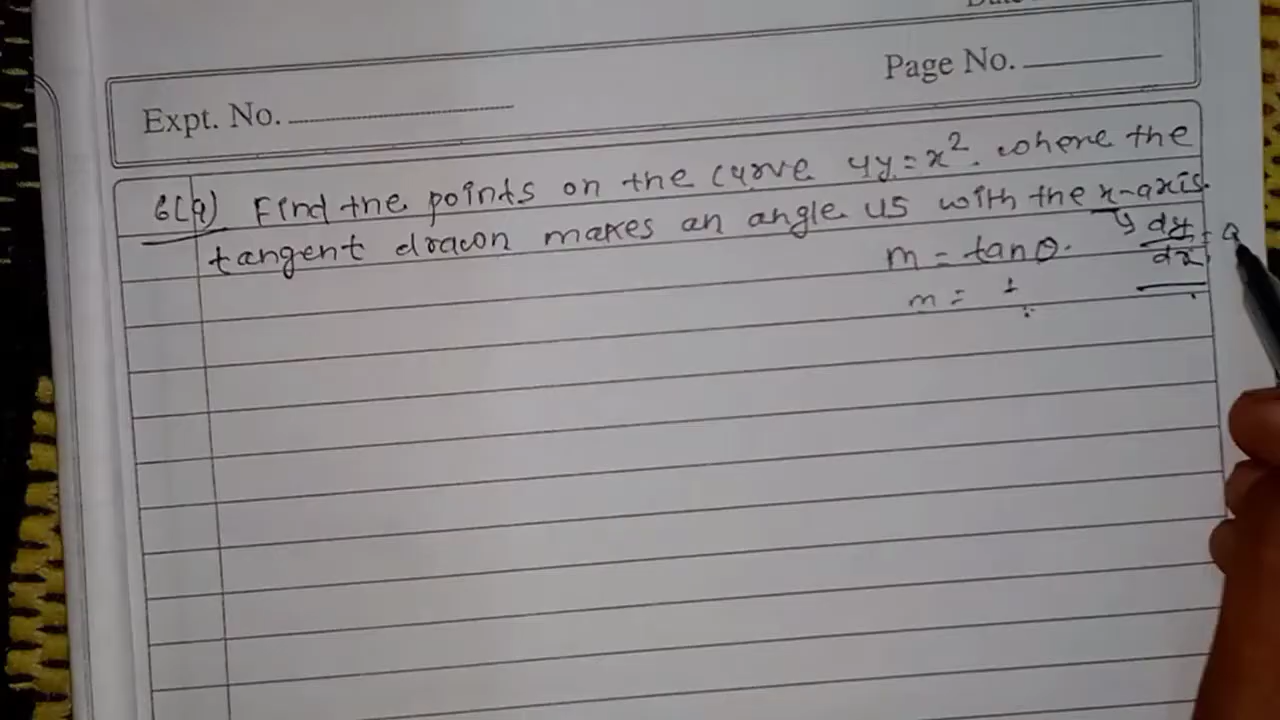 Page No.
Expt. No.
6(a) Find the points on the curve 4y=x². where the
tangent drawn makes an angle 45 with the x-axis.
m = tanθ. y dy/dx = a
m = 1